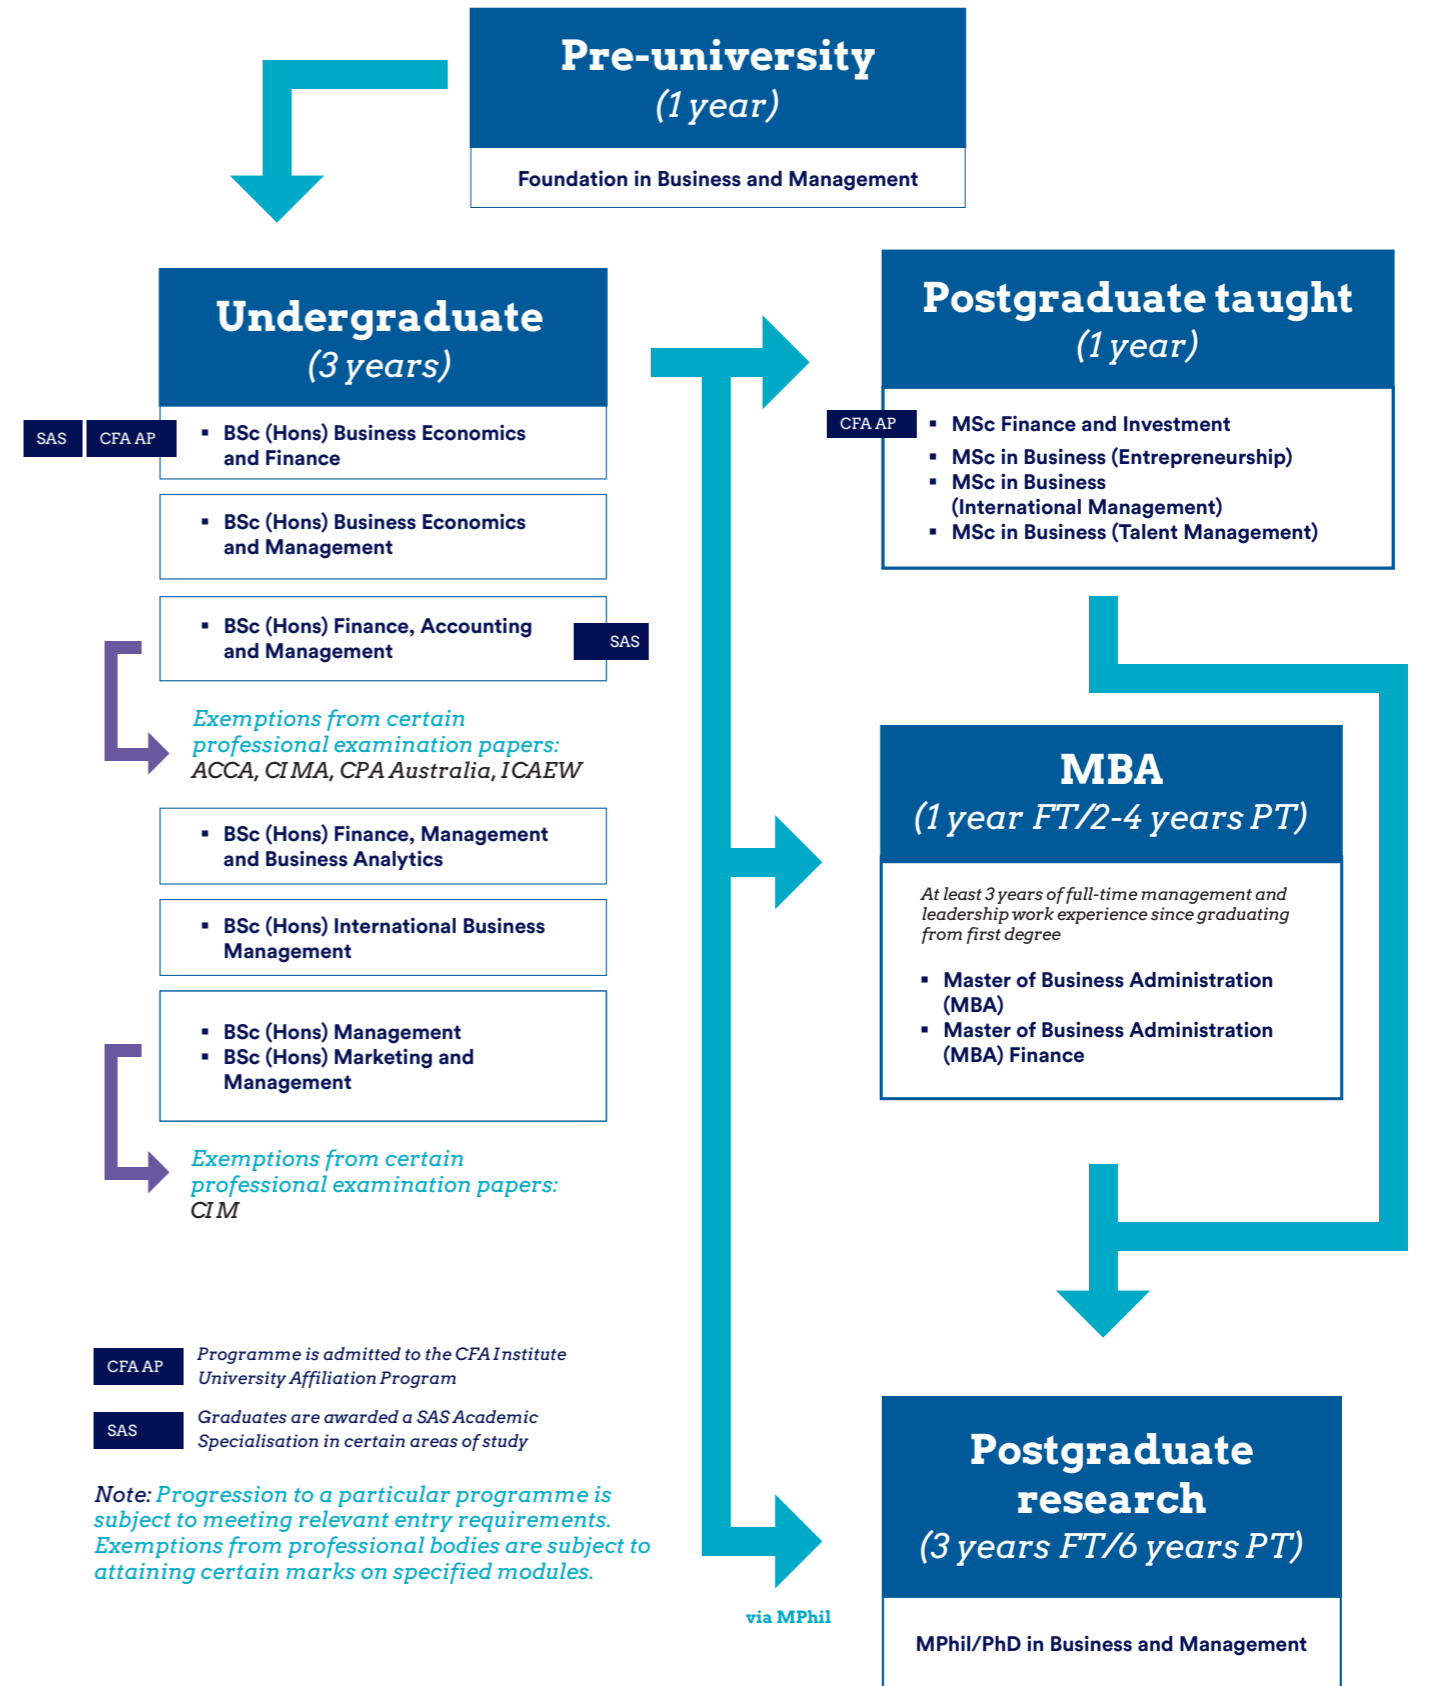 Pre-university
(1 year)
Foundation in Business and Management
Undergraduate
(3 years)
SAS
CFA AP
▪ BSc (Hons) Business Economics
and Finance
▪ BSc (Hons) Business Economics
and Management
▪ BSc (Hons) Finance, Accounting
and Management
SAS
Exemptions from certain
professional examination papers:
ACCA, CIMA, CPA Australia, ICAEW
▪ BSc (Hons) Finance, Management
and Business Analytics
▪ BSc (Hons) International Business
Management
▪ BSc (Hons) Management
▪ BSc (Hons) Marketing and
Management
Exemptions from certain
professional examination papers:
CIM
Postgraduate taught
(1 year)
CFA AP
▪ MSc Finance and Investment
▪ MSc in Business (Entrepreneurship)
▪ MSc in Business
(International Management)
▪ MSc in Business (Talent Management)
MBA
(1 year FT/2-4 years PT)
At least 3 years of full-time management and
leadership work experience since graduating
from first degree
▪ Master of Business Administration
(MBA)
▪ Master of Business Administration
(MBA) Finance
Postgraduate
research
(3 years FT/6 years PT)
via MPhil
MPhil/PhD in Business and Management
CFA AP
Programme is admitted to the CFA Institute
University Affiliation Program
SAS
Graduates are awarded a SAS Academic
Specialisation in certain areas of study
Note: Progression to a particular programme is
subject to meeting relevant entry requirements.
Exemptions from professional bodies are subject to
attaining certain marks on specified modules.